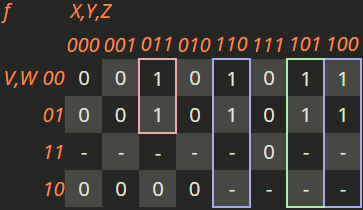 f X,Y,Z
000 001 011 010 110 111 101 100
V,W 00 0 0 1 0 1 0 1 1
01 0 0 1 0 1 0 1 1
11 - - - - - 0 - -
10 0 0 0 0 - - - -